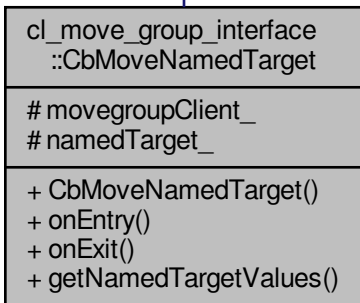 cl_move_group_interface
::CbMoveNamedTarget
# movegroupClient_
# namedTarget_
+ CbMoveNamedTarget()
+ onEntry()
+ onExit()
+ getNamedTargetValues()